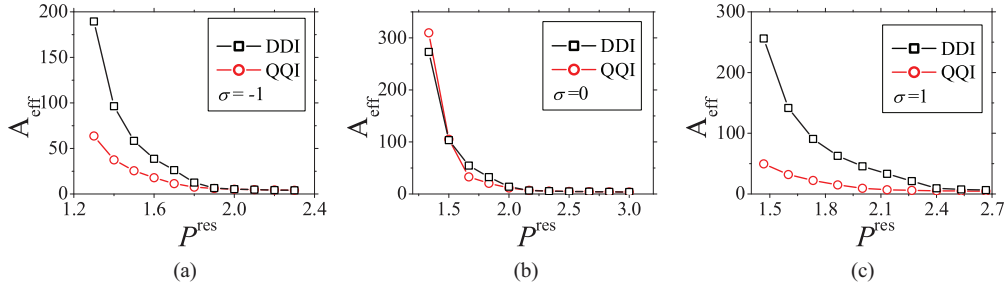 200
150
100
50
0
A_eff
1.2
1.6
2.0
2.4
P^res
DDI
QQI
σ = -1
(a)
300
200
100
0
A_eff
1.5
2.0
2.5
3.0
P^res
DDI
QQI
σ=0
(b)
300
150
0
A_eff
1.5
1.8
2.1
2.4
2.7
P^res
DDI
QQI
σ=1
(c)